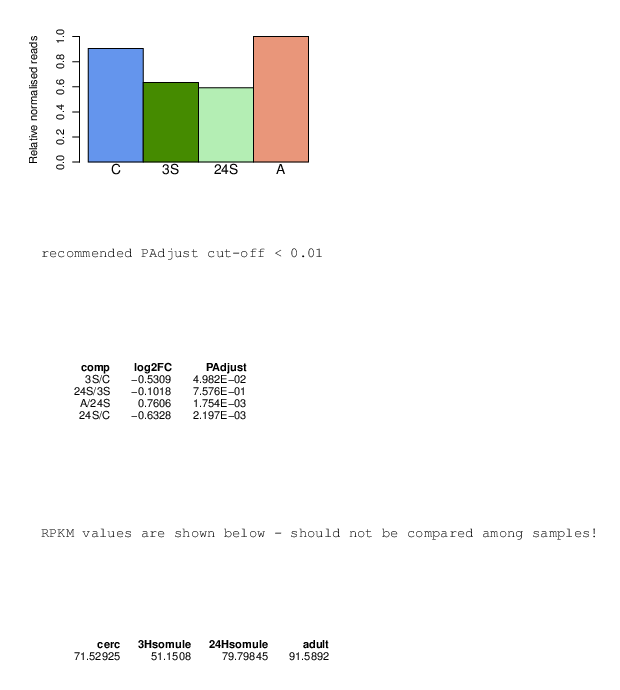 Relative normalised reads
1.0
0.8
0.6
0.4
0.2
0.0
C 3S 24S A
recommended PAdjust cut-off < 0.01
comp log2FC PAdjust
3S/C −0.5309 4.982E−02
24S/3S −0.1018 7.576E−01
A/24S 0.7606 1.754E−03
24S/C −0.6328 2.197E−03
RPKM values are shown below - should not be compared among samples!
cerc 3Hsomule 24Hsomule adult
71.52925 51.1508 79.79845 91.5892